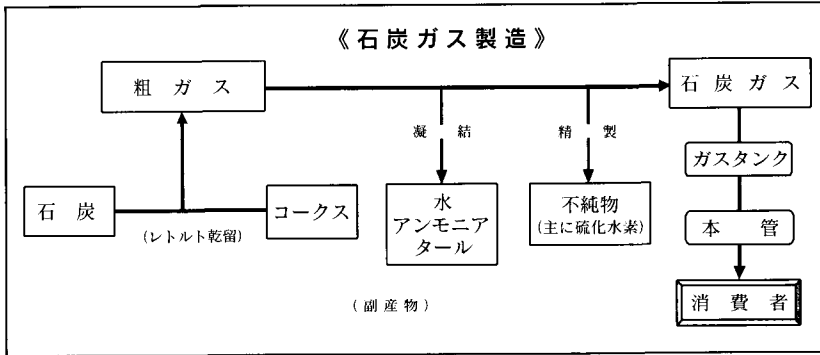 《石炭ガス製造》
粗ガス
石炭ガス
凝結
精製
ガスタンク
石炭
コークス
(レトルト乾留)
水
アンモニア
タール
不純物
(主に硫化水素)
本管
消費者
(副産物)